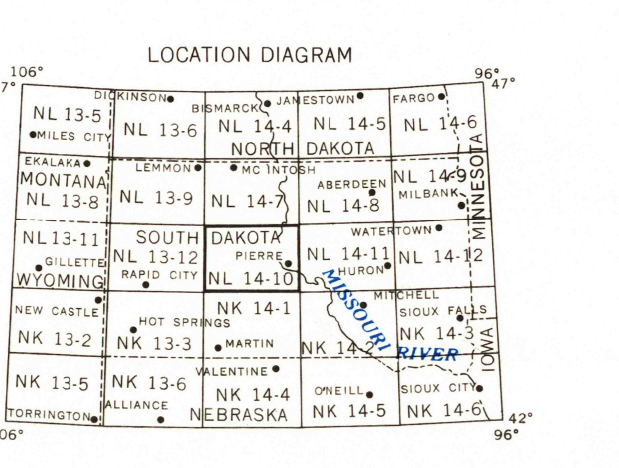 LOCATION DIAGRAM
106°
96°
7°
47°
DICKINSON
BISMARCK
JAMESTOWN
FARGO
NL 13-5
NL 13-6
NL 14-4
NL 14-5
NL 14-6
MILES CITY
NORTH DAKOTA
MINNESOTA
EKALAKA
LEMMON
MC INTOSH
ABERDEEN
NL 14-9
MONTANA
MILBANK
NL 13-8
NL 13-9
NL 14-7
NL 14-8
NL 13-11
SOUTH DAKOTA
WATERTOWN
GILLETTE
NL 13-12
PIERRE
NL 14-11
NL 14-12
WYOMING
RAPID CITY
NL 14-10
HURON
NEW CASTLE
NK 14-1
MISSOURI RIVER
MITCHELL
SIOUX FALLS
HOT SPRINGS
NK 13-2
NK 13-3
MARTIN
NK 14-2
NK 14-3
IOWA
NK 13-5
NK 13-6
VALENTINE
NK 14-4
O'NEILL
SIOUX CITY
TORRINGTON
ALLIANCE
NEBRASKA
NK 14-5
NK 14-6
42°
06°
96°